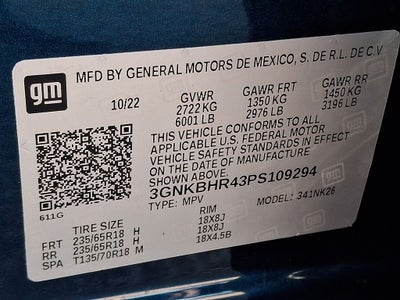 gm
MFD BY GENERAL MOTORS DE MEXICO, S. DE R.L. DE C.V
10/22 GVWR GAWR FRT GAWR RR
2722 KG 1350 KG 1450 KG
6001 LB 2976 LB 3196 LB
THIS VEHICLE CONFORMS TO ALL
APPLICABLE U.S. FEDERAL MOTOR
VEHICLE SAFETY STANDARDS IN EFFECT
ON THE DATE OF MANUFACTURE
SHOWN ABOVE.
3GNKBHR43PS109294
TYPE: MPV MODEL: 341NK26
611G
TIRE SIZE RIM
FRT 235/65R18 H 18X8J
RR 235/65R18 H 18X8J
SPA T135/70R18 M 18X4.5B